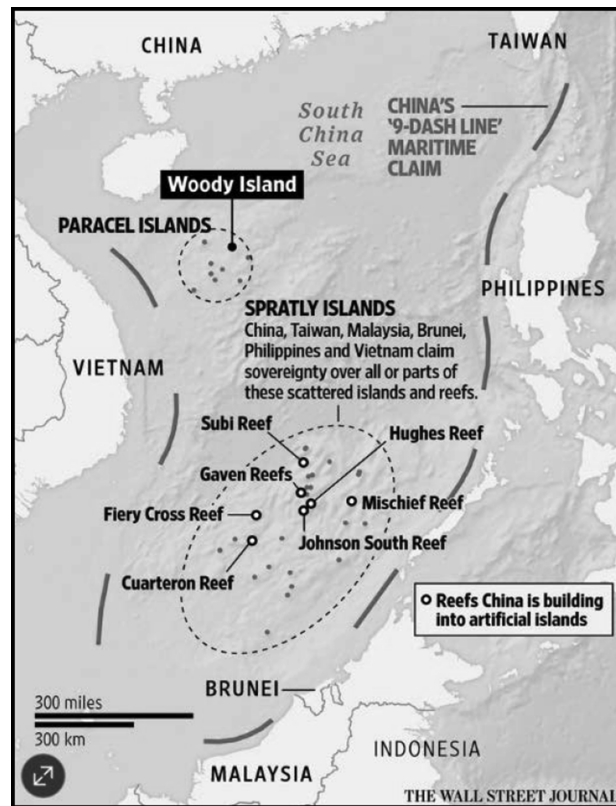 CHINA
TAIWAN
South
China
Sea
CHINA'S
'9-DASH LINE'
MARITIME
CLAIM
Woody Island
PARACEL ISLANDS
PHILIPPINES
SPRATLY ISLANDS
China, Taiwan, Malaysia, Brunei,
Philippines and Vietnam claim
sovereignty over all or parts of
these scattered islands and reefs.
VIETNAM
Subi Reef
Hughes Reef
Gaven Reefs
Mischief Reef
Fiery Cross Reef
Johnson South Reef
Cuarteron Reef
Reefs China is building
into artificial islands
BRUNEI
300 miles
300 km
INDONESIA
MALAYSIA
THE WALL STREET JOURNAL